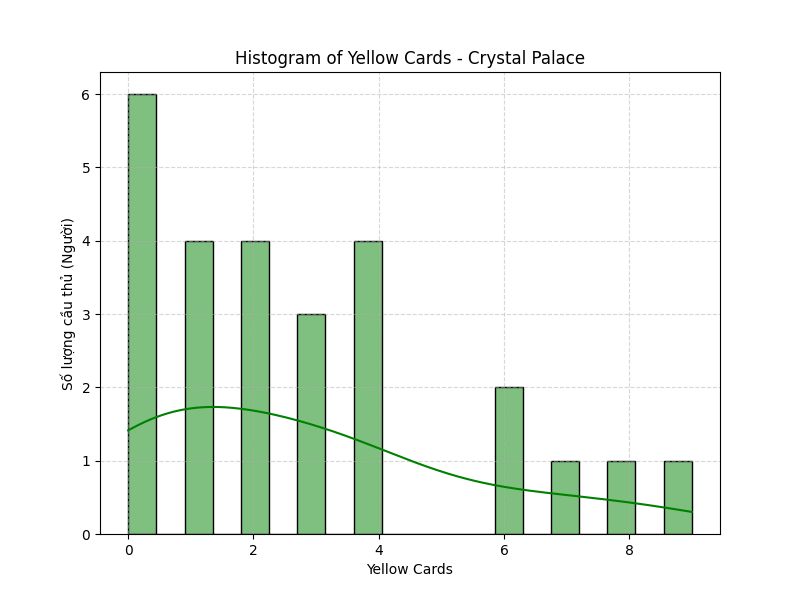 Histogram of Yellow Cards - Crystal Palace
Số lượng cầu thủ (Người)
6
5
4
3
2
1
0
0 2 4 6 8
Yellow Cards